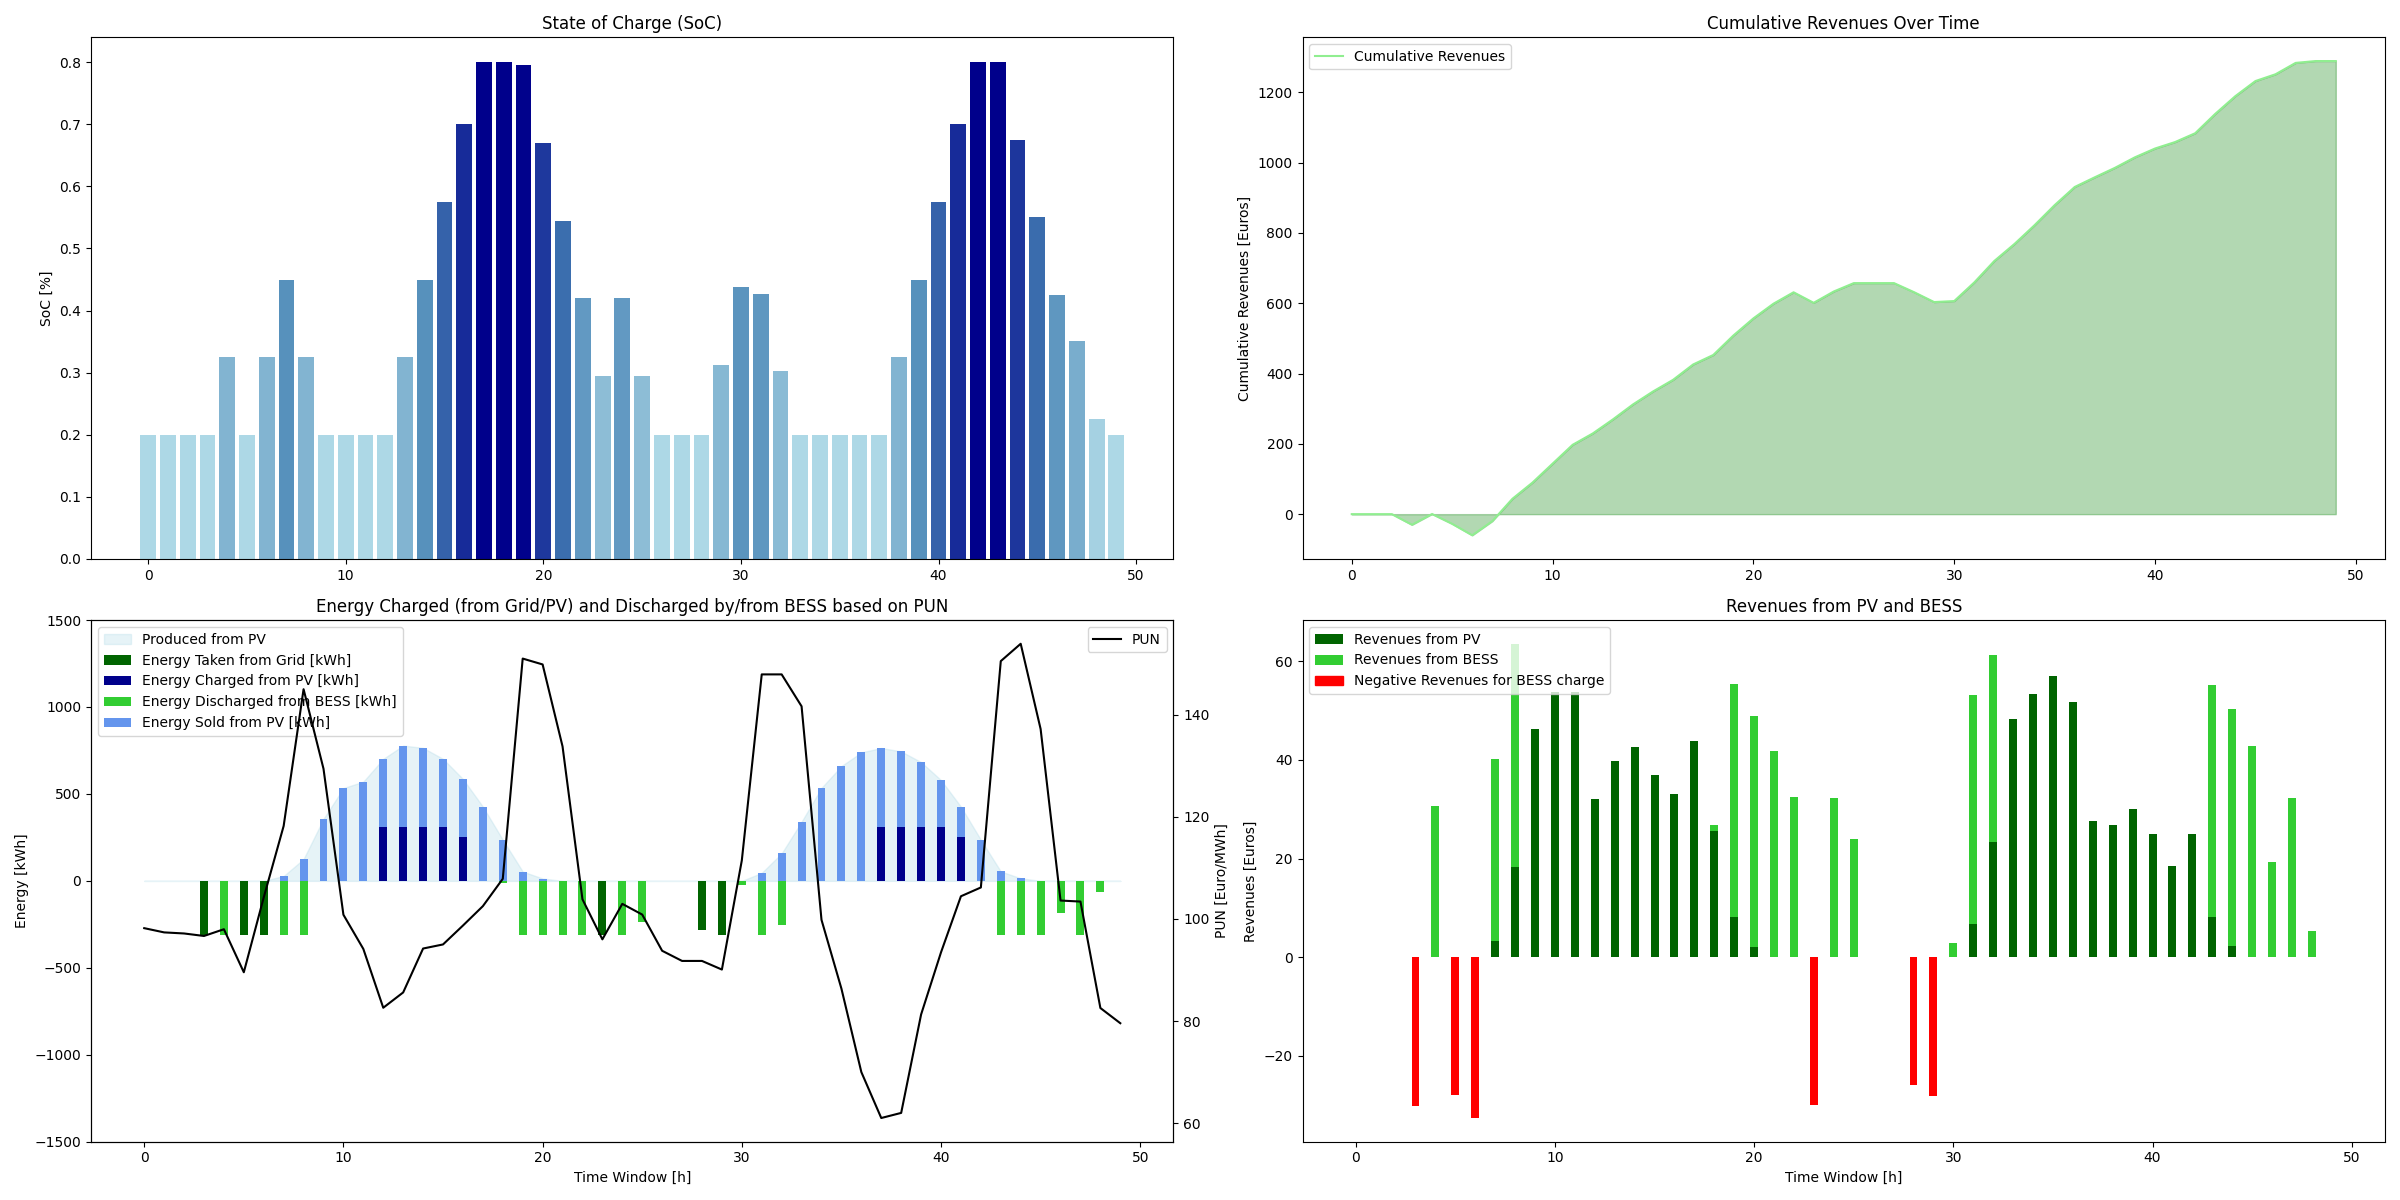 State of Charge (SoC)
SoC [%]
0.8
0.7
0.6
0.5
0.4
0.3
0.2
0.1
0.0
0 10 20 30 40 50
Cumulative Revenues Over Time
Cumulative Revenues
Cumulative Revenues [Euros]
1200
1000
800
600
400
200
0
0 10 20 30 40 50
Energy Charged (from Grid/PV) and Discharged by/from BESS based on PUN
Produced from PV
Energy Taken from Grid [kWh]
Energy Charged from PV [kWh]
Energy Discharged from BESS [kWh]
Energy Sold from PV [kWh]
PUN
Energy [kWh]
1500
1000
500
0
−500
−1000
−1500
140
120
100
80
60
PUN [Euro/MWh]
0 10 20 30 40 50
Time Window [h]
Revenues from PV and BESS
Revenues from PV
Revenues from BESS
Negative Revenues for BESS charge
Revenues [Euros]
60
40
20
0
−20
0 10 20 30 40 50
Time Window [h]